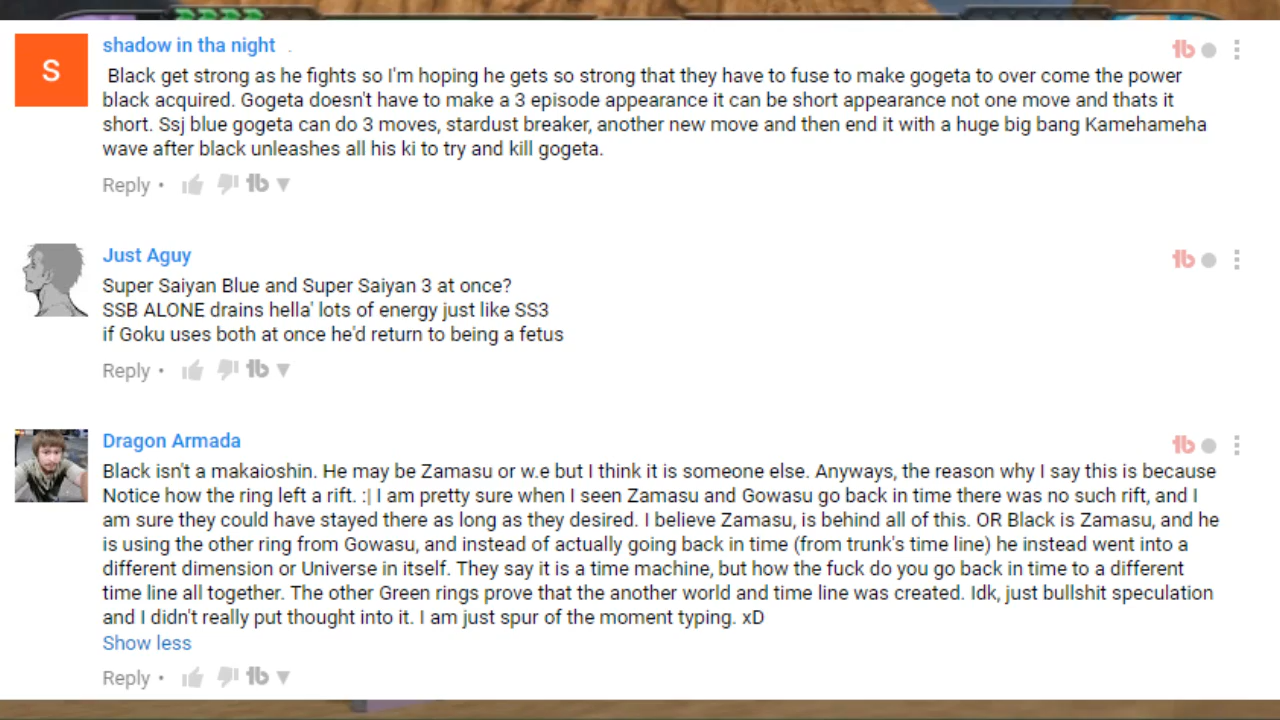 S
shadow in tha night .
Black get strong as he fights so I'm hoping he gets so strong that they have to fuse to make gogeta to over come the power
black acquired. Gogeta doesn't have to make a 3 episode appearance it can be short appearance not one move and thats it
short. Ssj blue gogeta can do 3 moves, stardust breaker, another new move and then end it with a huge big bang Kamehameha
wave after black unleashes all his ki to try and kill gogeta.
Reply •
Just Aguy
Super Saiyan Blue and Super Saiyan 3 at once?
SSB ALONE drains hella' lots of energy just like SS3
if Goku uses both at once he'd return to being a fetus
Reply •
Dragon Armada
Black isn't a makaioshin. He may be Zamasu or w.e but I think it is someone else. Anyways, the reason why I say this is because
Notice how the ring left a rift. :| I am pretty sure when I seen Zamasu and Gowasu go back in time there was no such rift, and I
am sure they could have stayed there as long as they desired. I believe Zamasu, is behind all of this. OR Black is Zamasu, and he
is using the other ring from Gowasu, and instead of actually going back in time (from trunk's time line) he instead went into a
different dimension or Universe in itself. They say it is a time machine, but how the fuck do you go back in time to a different
time line all together. The other Green rings prove that the another world and time line was created. Idk, just bullshit speculation
and I didn't really put thought into it. I am just spur of the moment typing. xD
Show less
Reply •